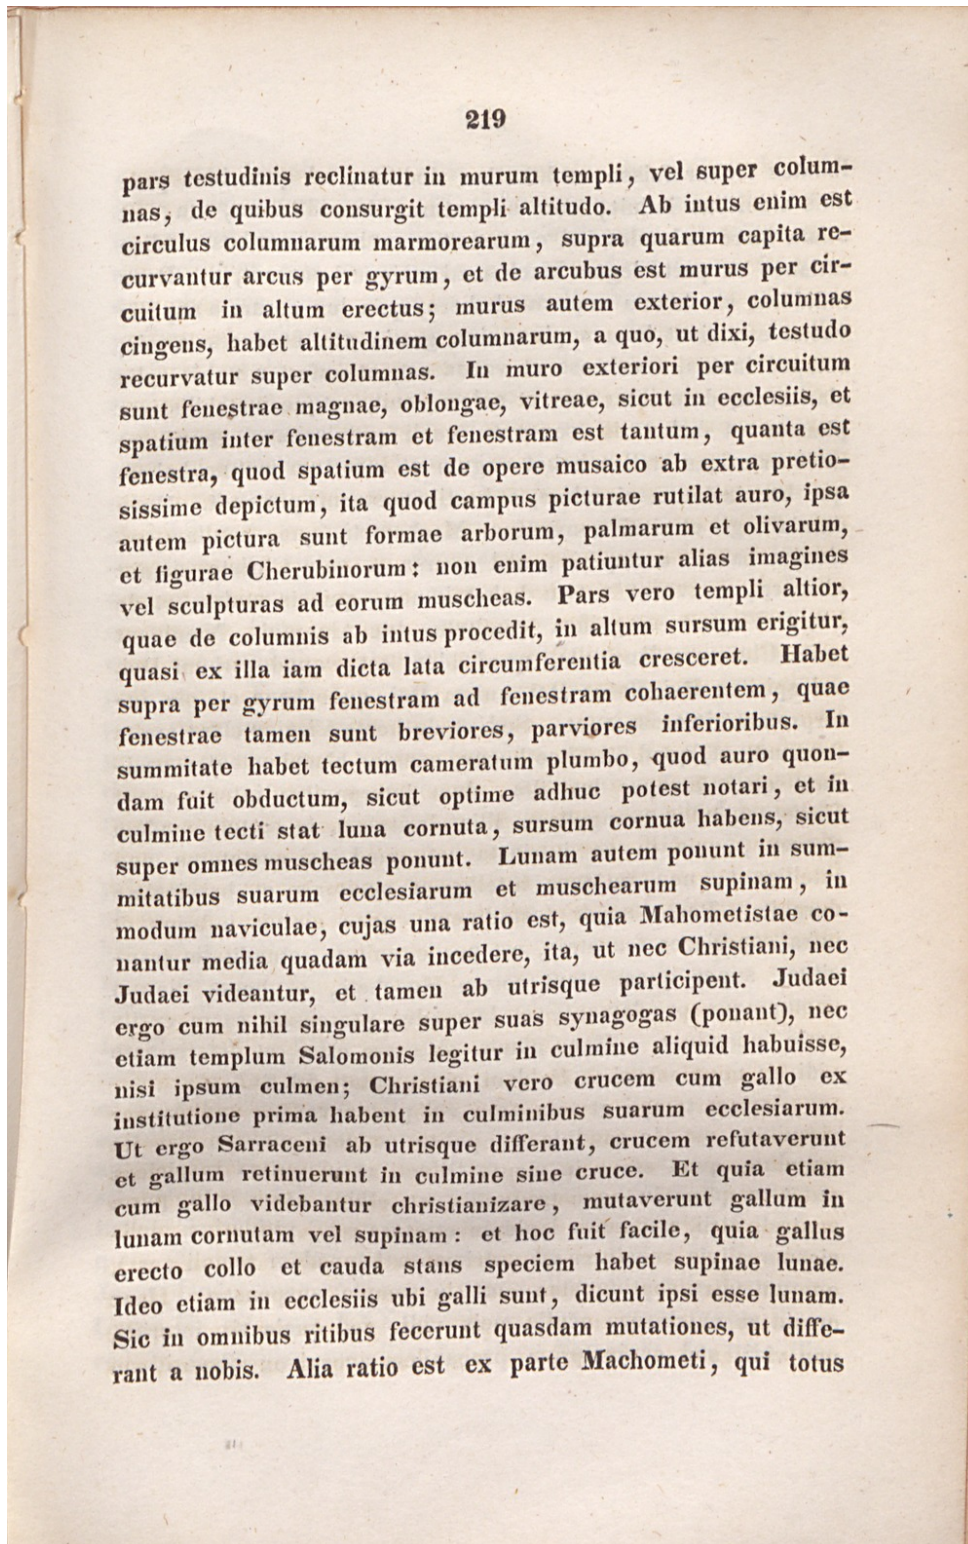 219
pars testudinis reclinatur in murum templi, vel super colum-
nas, de quibus consurgit templi altitudo. Ab intus enim est
circulus columnarum marmorearum, supra quarum capita re-
curvantur arcus per gyrum, et de arcubus est murus per cir-
cuitum in altum erectus; murus autem exterior, columnas
cingens, habet altitudinem columnarum, a quo, ut dixi, testudo
recurvatur super columnas. In muro exteriori per circuitum
sunt fenestrae magnae, oblongae, vitreae, sicut in ecclesiis, et
spatium inter fenestram et fenestram est tantum, quanta est
fenestra, quod spatium est de opere musaico ab extra pretio-
sissime depictum, ita quod campus picturae rutilat auro, ipsa
autem pictura sunt formae arborum, palmarum et olivarum,
et figurae Cherubinorum: non enim patiuntur alias imagines
vel sculpturas ad eorum muscheas. Pars vero templi altior,
quae de columnis ab intus procedit, in altum sursum erigitur,
quasi ex illa iam dicta lata circumferentia cresceret. Habet
supra per gyrum fenestram ad fenestram cohaerentem, quae
fenestrae tamen sunt breviores, parviores inferioribus. In
summitate habet tectum cameratum plumbo, quod auro quon-
dam fuit obductum, sicut optime adhuc potest notari, et in
culmine tecti stat luna cornuta, sursum cornua habens, sicut
super omnes muscheas ponunt. Lunam autem ponunt in sum-
mitatibus suarum ecclesiarum et muschearum supinam, in
modum naviculae, cujas una ratio est, quia Mahometistae co-
nantur media quadam via incedere, ita, ut nec Christiani, nec
Judaei videantur, et tamen ab utrisque participent. Judaei
ergo cum nihil singulare super suas synagogas (ponant), nec
etiam templum Salomonis legitur in culmine aliquid habuisse,
nisi ipsum culmen; Christiani vero crucem cum gallo ex
institutione prima habent in culminibus suarum ecclesiarum.
Ut ergo Sarraceni ab utrisque differant, crucem refutaverunt
et gallum retinuerunt in culmine sine cruce. Et quia etiam
cum gallo videbantur christianizare, mutaverunt gallum in
lunam cornutam vel supinam: et hoc fuit facile, quia gallus
erecto collo et cauda stans speciem habet supinae lunae.
Ideo etiam in ecclesiis ubi galli sunt, dicunt ipsi esse lunam.
Sic in omnibus ritibus fecerunt quasdam mutationes, ut diffe-
rant a nobis. Alia ratio est ex parte Machometi, qui totus